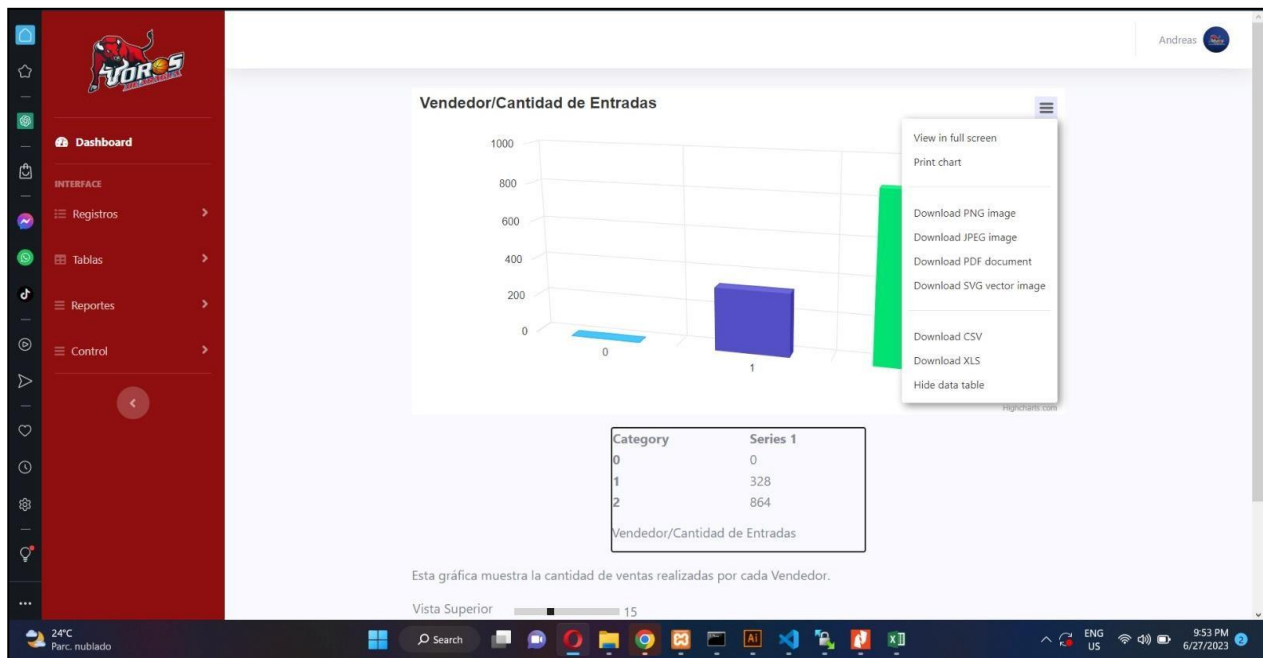 VOROS
Andreas
Dashboard
INTERFACE
Registros
Tablas
Reportes
Control
Vendedor/Cantidad de Entradas
1000
800
600
400
200
0
0
1
View in full screen
Print chart
Download PNG image
Download JPEG image
Download PDF document
Download SVG vector image
Download CSV
Download XLS
Hide data table
Highcharts.com
Category Series 1
0 0
1 328
2 864
Vendedor/Cantidad de Entradas
Esta gráfica muestra la cantidad de ventas realizadas por cada Vendedor.
Vista Superior 15
24°C
Parc. nublado
Search
Ai
ENG
US
9:53 PM
6/27/2023
2